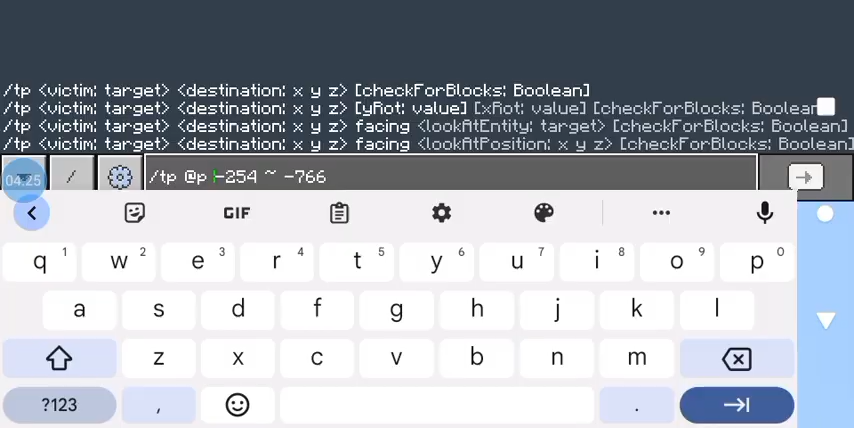 /tp <victim: target> <destination: x y z> [checkForBlocks: Boolean]
/tp <victim: target> <destination: x y z> [yRot: value] [xRot: value] [checkForBlocks: Boolean
/tp <victim: target> <destination: x y z> facing <lookAtEntity: target> [checkForBlocks: Boolean]
/tp <victim: target> <destination: x y z> facing <lookAtPosition: x y z> [checkForBlocks: Boolean]
04:25 / /tp @p -254 ~ -766
GIF
q 1 w 2 e 3 r 4 t 5 y 6 u 7 i 8 o 9 p 0
a s d f g h j k l
z x c v b n m
?123 , .